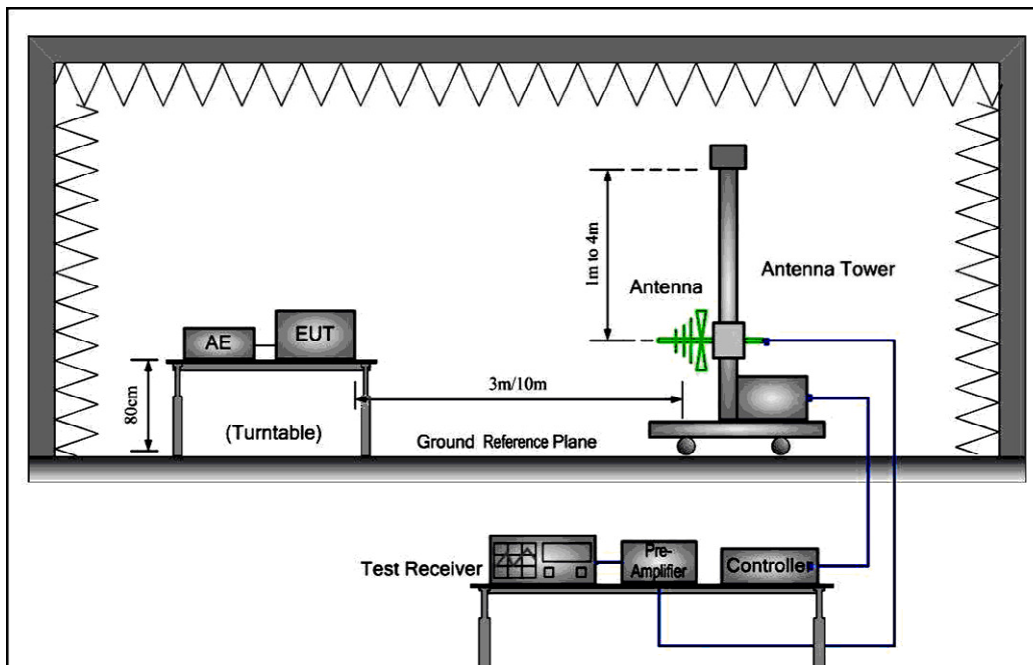 1m to 4m
Antenna Tower
Antenna
AE
EUT
3m/10m
80cm
(Turntable)
Ground Reference Plane
Test Receiver
Pre-
Amplifier
Controller